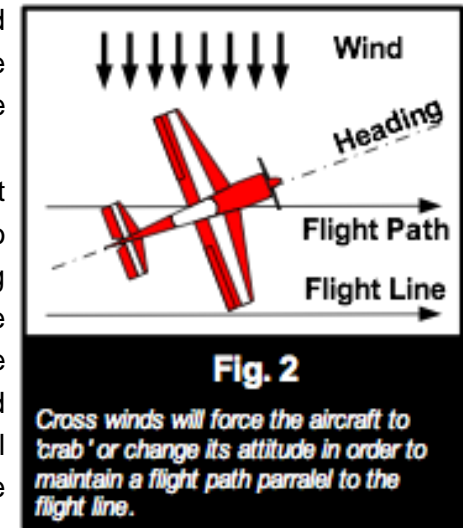 d
e
e
Wind
Heading
t
o
g
e
e
d
l
e
Flight Path
Flight Line
Fig. 2
Cross winds will force the aircraft to
'crab ' or change its attitude in order to
maintain a flight path parralel to the
flight line.